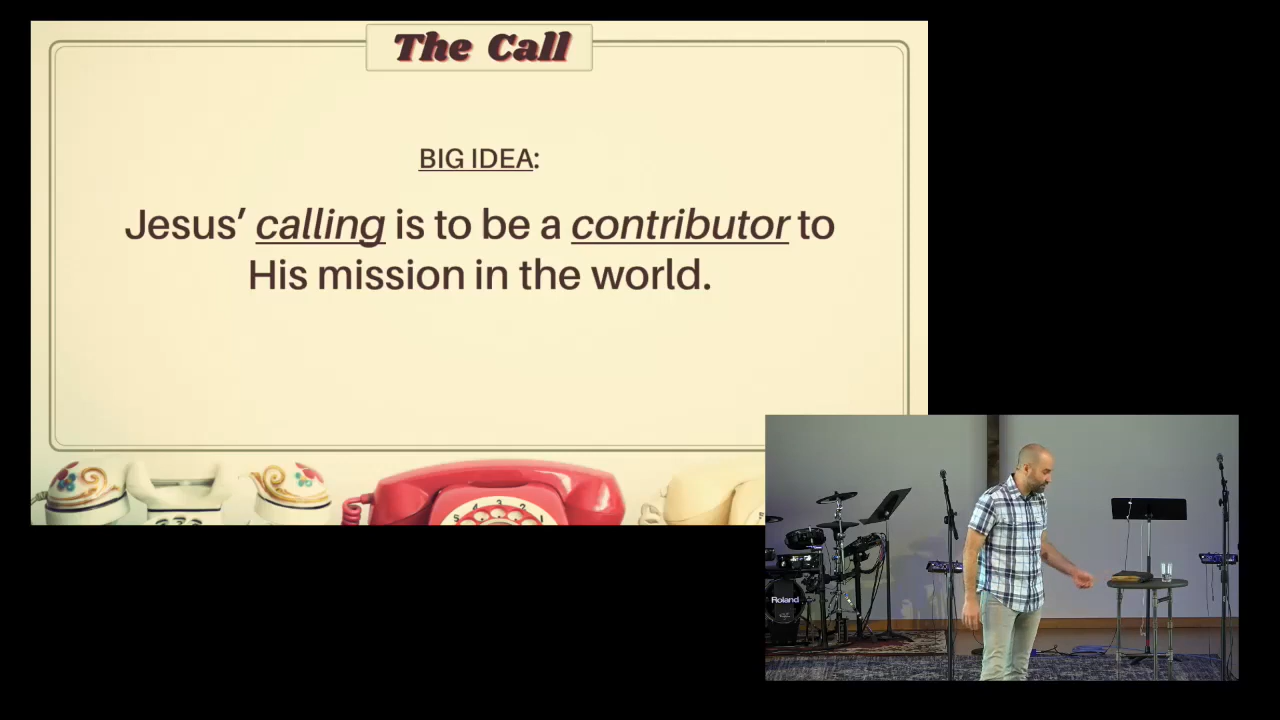 The Call
BIG IDEA:
Jesus’ calling is to be a contributor to
His mission in the world.
Roland